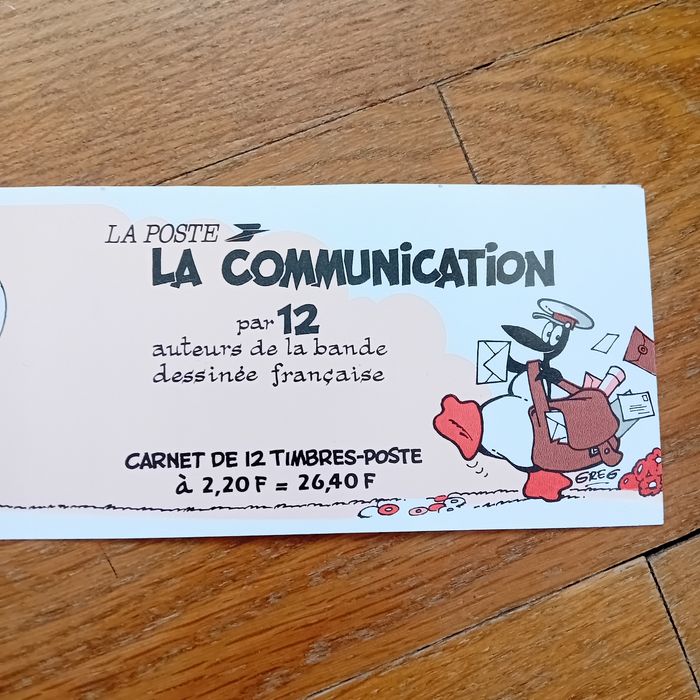 LA POSTE
LA COMMUNiCATiON
par 12
auteurs de la bande
dessinée française
CARNET DE 12 TIMBRES-POSTE
à 2,20 F = 26,40 F
GREG